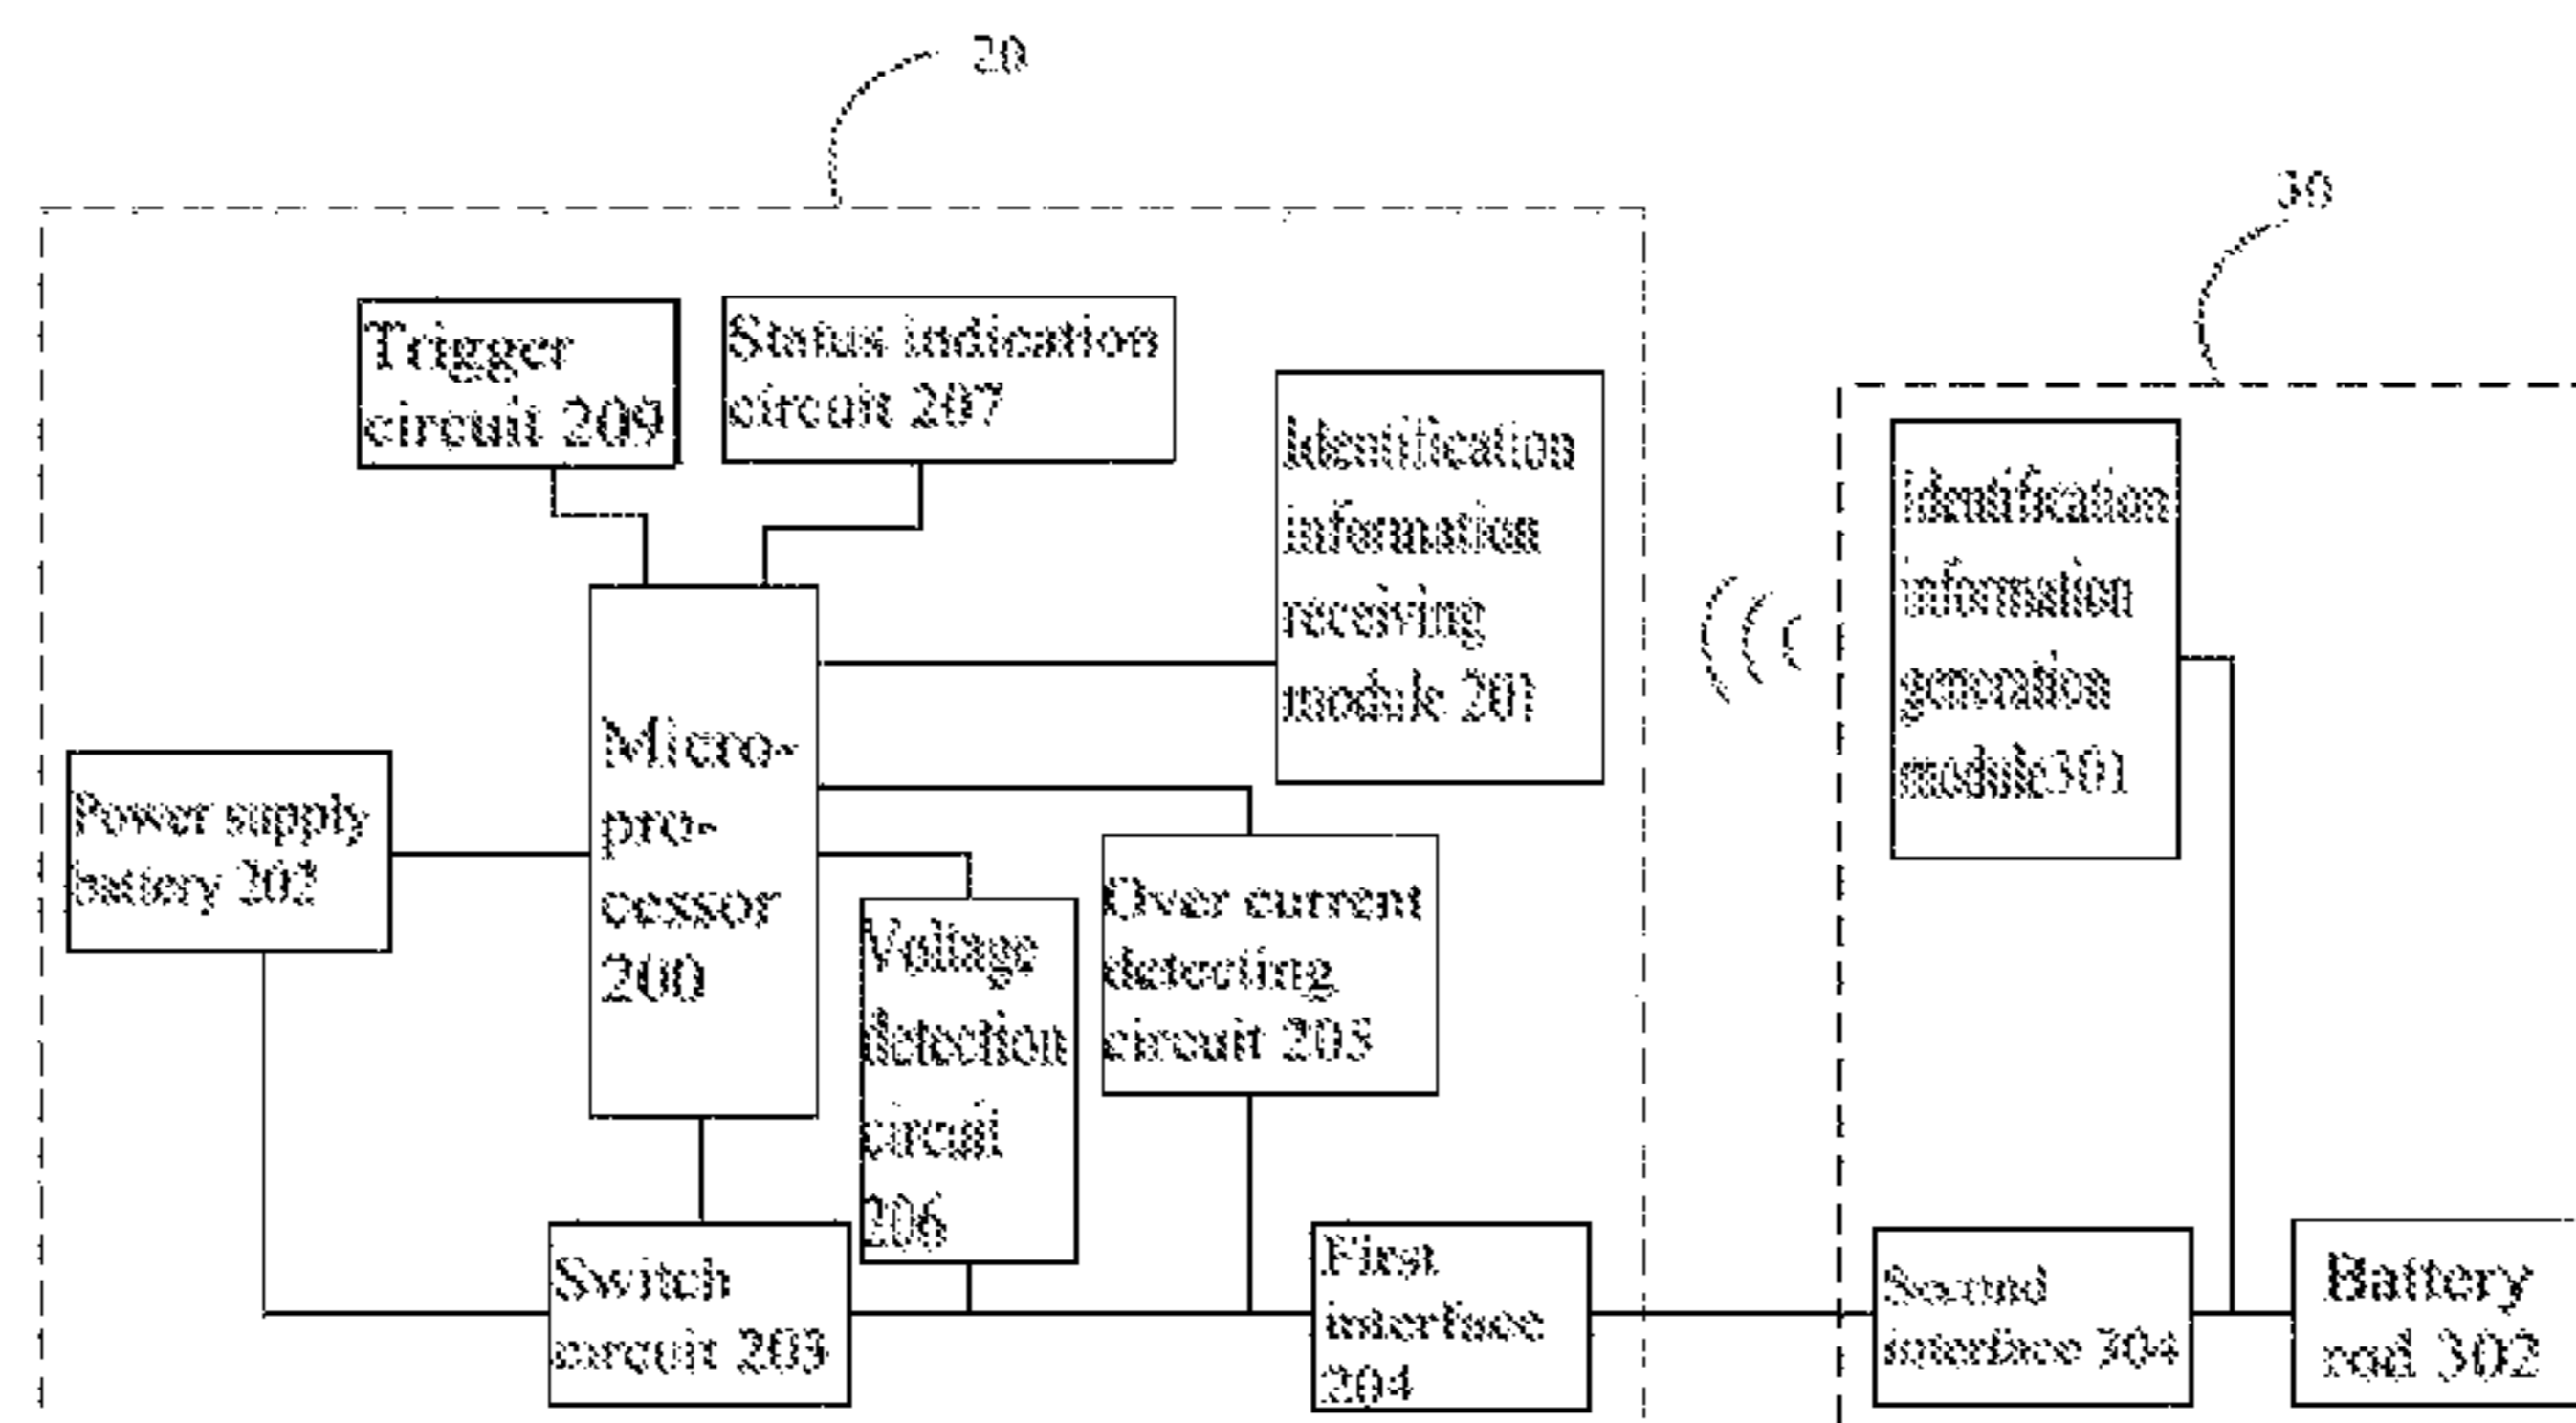 20
30
Trigger
circuit 209
Status indication
circuit 207
Identification
information
receiving
module 201
Identification
information
generation
module301
Power supply
battery 202
Micro-
pro-
cessor
200
Voltage
detection
circuit
206
Over current
detecting
circuit 205
Switch
circuit 203
First
interface
204
Second
interface 304
Battery
rod 302